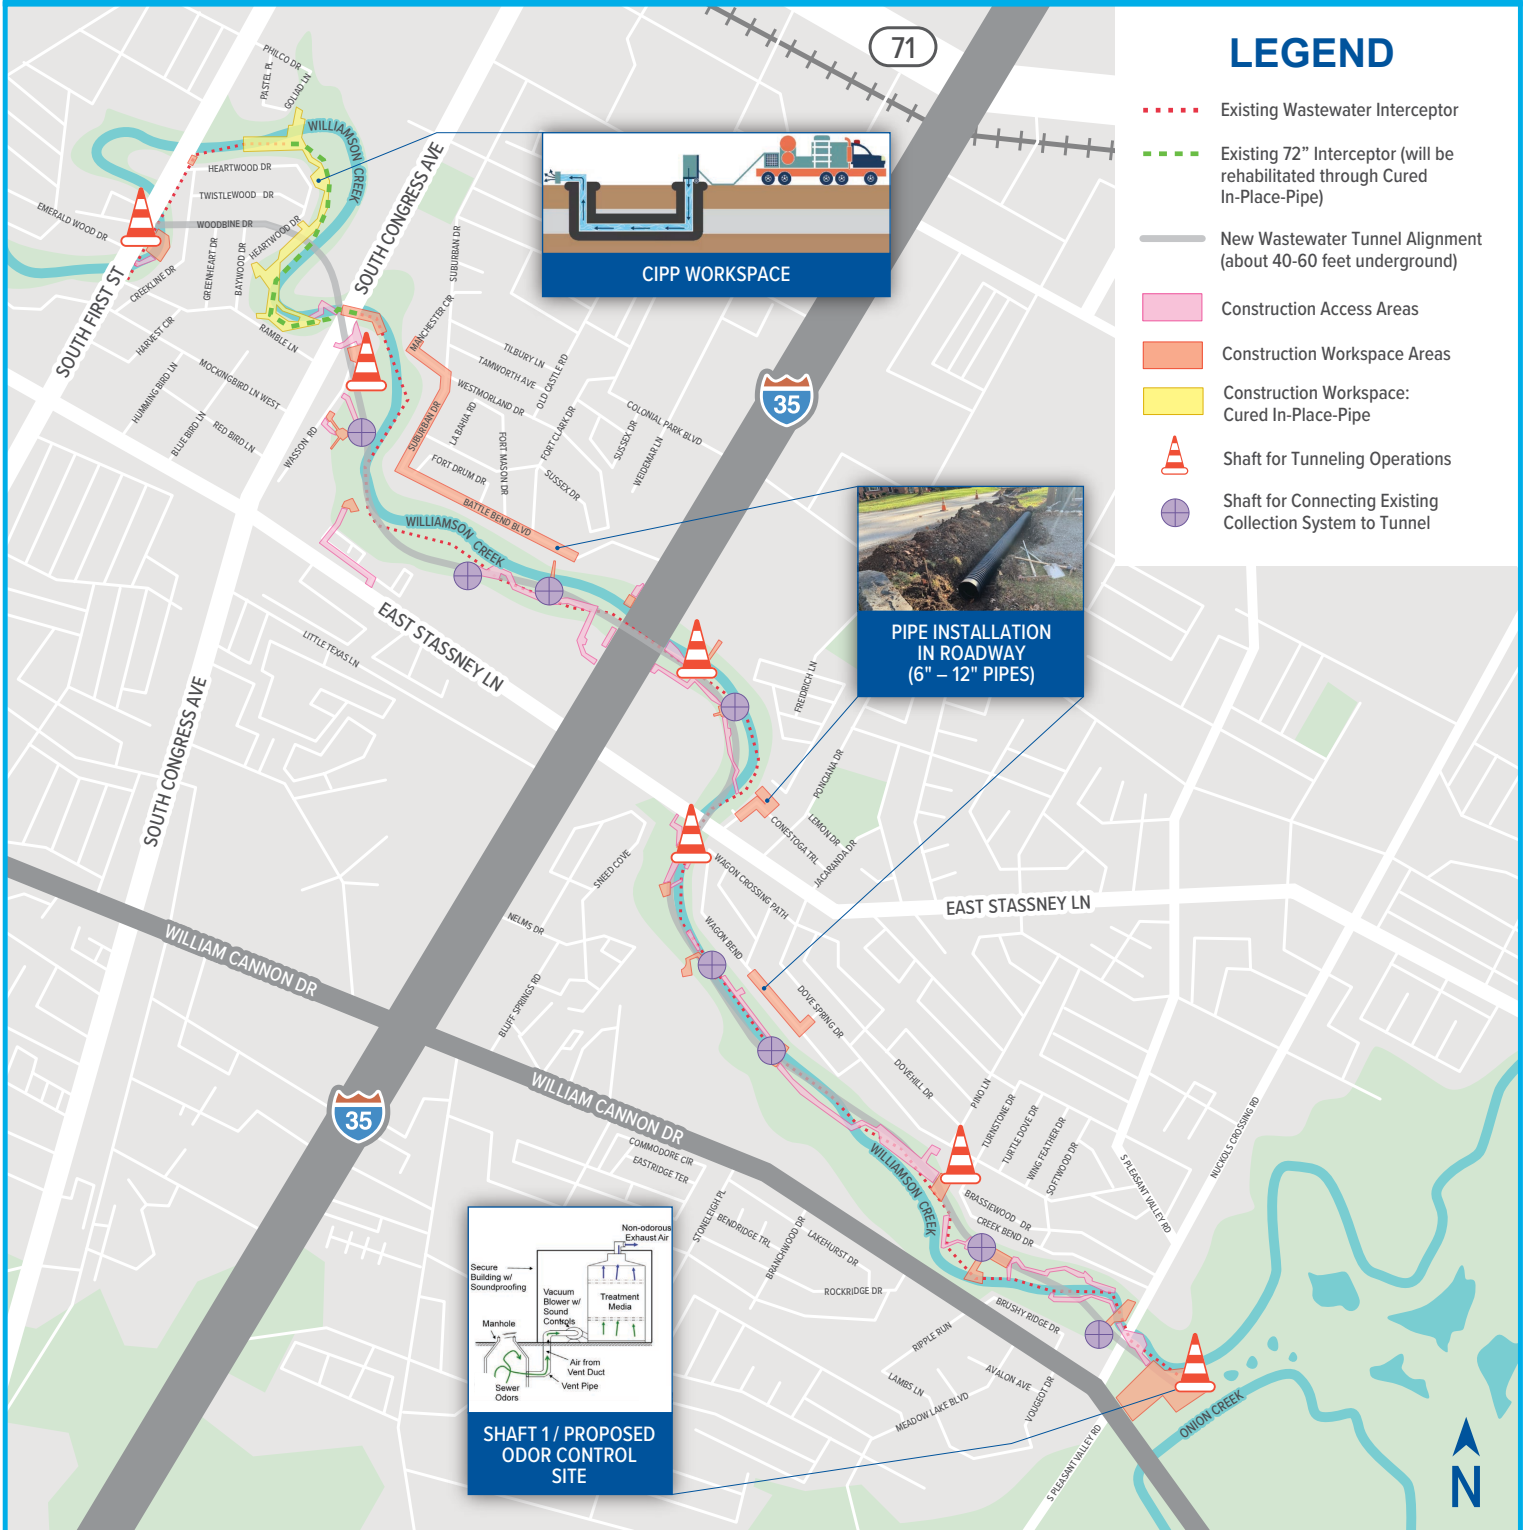 LEGEND
Existing Wastewater Interceptor
Existing 72” Interceptor (will be
rehabilitated through Cured
In-Place-Pipe)
New Wastewater Tunnel Alignment
(about 40-60 feet underground)
Construction Access Areas
Construction Workspace Areas
Construction Workspace:
Cured In-Place-Pipe
Shaft for Tunneling Operations
Shaft for Connecting Existing
Collection System to Tunnel
71
PHILCO DR
PASTEL PL
GOLIAD LN
WILLIAMSON CREEK
HEARTWOOD DR
TWISTLEWOOD DR
WOODBINE DR
HEARTWOOD DR
EMERALD WOOD DR
GREENHEART DR
BAYWOOD DR
CREEKLINE DR
SOUTH FIRST ST
SOUTH CONGRESS AVE
SUBURBAN DR
CIPP WORKSPACE
HARVEST CIR
RAMBLE LN
MANCHESTER CIR
HUMMING BIRD LN
MOCKINGBIRD LN WEST
BLUE BIRD LN
RED BIRD LN
WASSON RD
TILBURY LN
TAMWORTH AVE
OLD CASTLE RD
WESTMORLAND DR
LA BAHIA RD
SUBURBAN DR
FORT DRUM DR
FORT MASON DR
FORT CLARK DR
SUSSEX DR
SUSSEX DR
COLONIAL PARK BLVD
WEIDEMAR LN
35
BATTLE BEND BLVD
WILLIAMSON CREEK
PIPE INSTALLATION
IN ROADWAY
(6" – 12" PIPES)
EAST STASSNEY LN
LITTLE TEXAS LN
SOUTH CONGRESS AVE
FREIDRICH LN
PONCIANA DR
LEMON DR
CONESTOGA TRL
JACARANDA DR
WAGON CROSSING PATH
EAST STASSNEY LN
SNEED COVE
NELMS DR
WAGON BEND
DOVE SPRING DR
BLUFF SPRINGS RD
WILLIAM CANNON DR
35
WILLIAM CANNON DR
DOVEHILL DR
PINO LN
TURNSTONE DR
TURTLE DOVE DR
WING FEATHER DR
SOFTWOOD DR
S PLEASANT VALLEY RD
NUCKOLS CROSSING RD
COMMODORE CIR
EASTRIDGE TER
STONELEIGH PL
BENDRIDGE TRL
BRANCHWOOD DR
LAKEHURST DR
ROCKRIDGE DR
WILLIAMSON CREEK
BRASSIEWOOD DR
CREEK BEND DR
BRUSHY RIDGE DR
RIPPLE RUN
AVALON AVE
LAMBS LN
VOUGEOT DR
MEADOW LAKE BLVD
S PLEASANT VALLEY RD
ONION CREEK
Non-odorous
Exhaust Air
Secure
Building w/
Soundproofing
Vacuum
Blower w/
Sound
Controls
Treatment
Media
Manhole
Air from
Vent Duct
Vent Pipe
Sewer
Odors
SHAFT 1 / PROPOSED
ODOR CONTROL
SITE
N